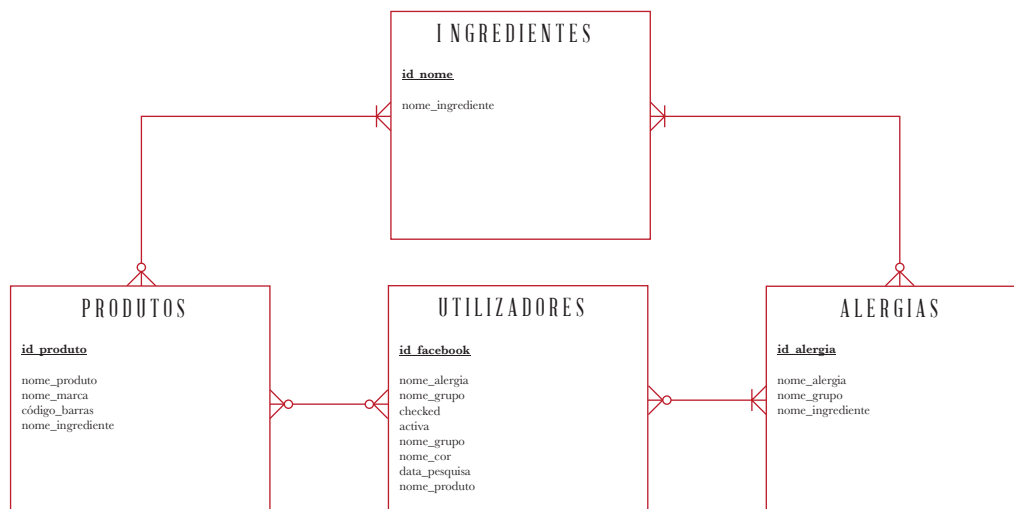 INGREDIENTES
id_nome
nome_ingrediente
PRODUTOS
id_produto
nome_produto
nome_marca
código_barras
nome_ingrediente
UTILIZADORES
id_facebook
nome_alergia
nome_grupo
checked
activa
nome_grupo
nome_cor
data_pesquisa
nome_produto
ALERGIAS
id_alergia
nome_alergia
nome_grupo
nome_ingrediente